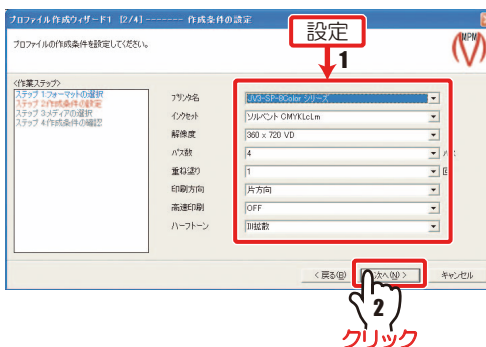 プロファイル作成ウィザード1 [2/4] ------- 作成条件の設定
プロファイルの作成条件を設定してください。
設定
1
MPM
<作業ステップ>
ステップ 1:フォーマットの選択
ステップ 2:作成条件の設定
ステップ 3:メディアの選択
ステップ 4:作成条件の確認
プリンタ名 JV3-SP-8Color シリーズ
インクセット ソルベント CMYKLcLm
解像度 360 x 720 VD
パス数 4
重ね塗り 1
印刷方向 片方向
高速印刷 OFF
ハーフトーン 誤拡散
< 戻る(B) 次へ(N) > キャンセル
2
クリック